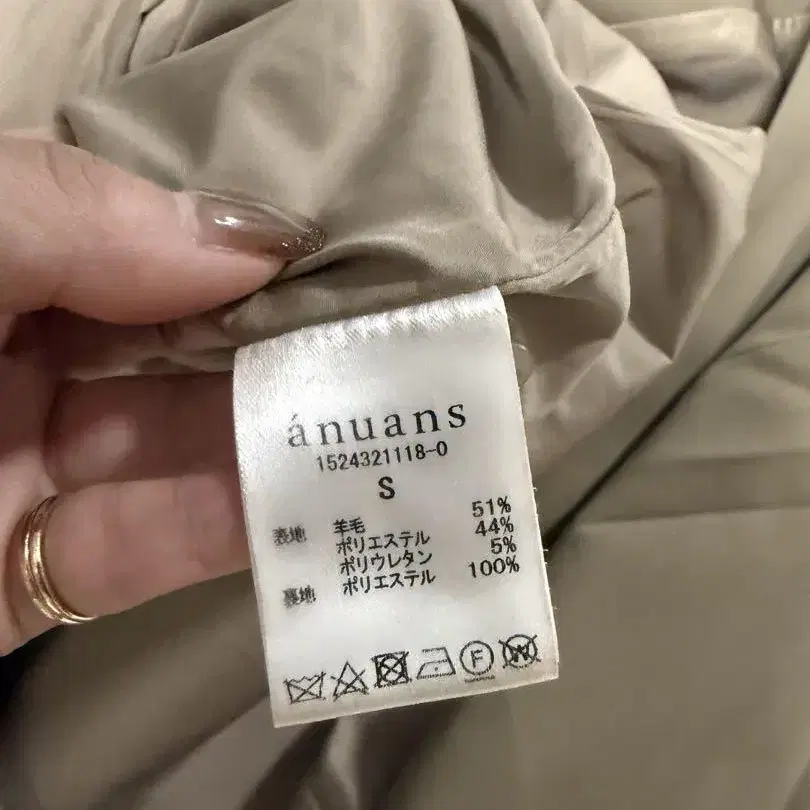 ánuans
1524321118-0
S
表地 羊毛 51%
ポリエステル 44%
ポリウレタン 5%
裏地 ポリエステル 100%
F
W